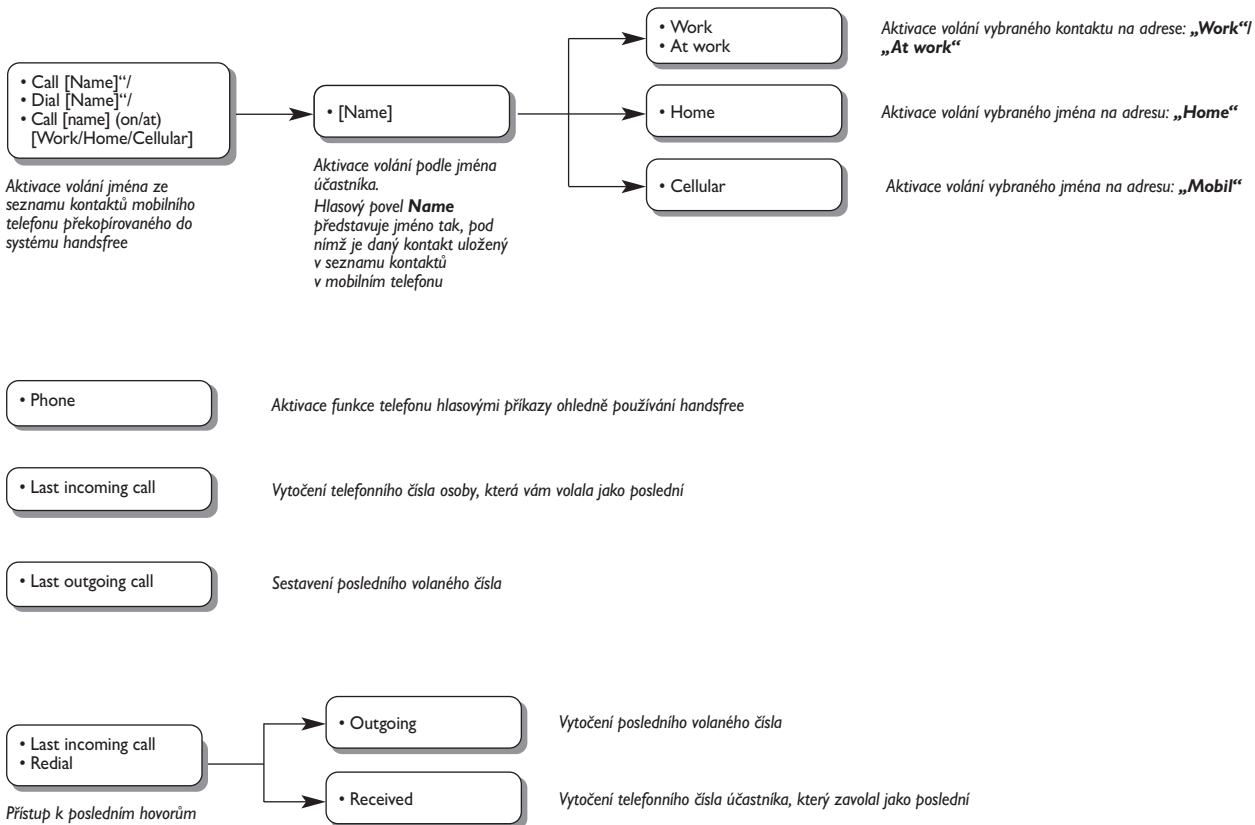 • Call [Name]“/
• Dial [Name]“/
• Call [name] (on/at)
[Work/Home/Cellular]
Aktivace volání jména ze
seznamu kontaktů mobilního
telefonu překopírovaného do
systému handsfree
• [Name]
Aktivace volání podle jména
účastníka.
Hlasový povel Name
představuje jméno tak, pod
nímž je daný kontakt uložený
v seznamu kontaktů
v mobilním telefonu
• Work
• At work
Aktivace volání vybraného kontaktu na adrese: „Work“/
„At work“
• Home
Aktivace volání vybraného jména na adresu: „Home“
• Cellular
Aktivace volání vybraného jména na adresu: „Mobil“
• Phone
Aktivace funkce telefonu hlasovými příkazy ohledně používání handsfree
• Last incoming call
Vytočení telefonního čísla osoby, která vám volala jako poslední
• Last outgoing call
Sestavení posledního volaného čísla
• Last incoming call
• Redial
Přístup k posledním hovorům
• Outgoing
Vytočení posledního volaného čísla
• Received
Vytočení telefonního čísla účastníka, který zavolal jako poslední